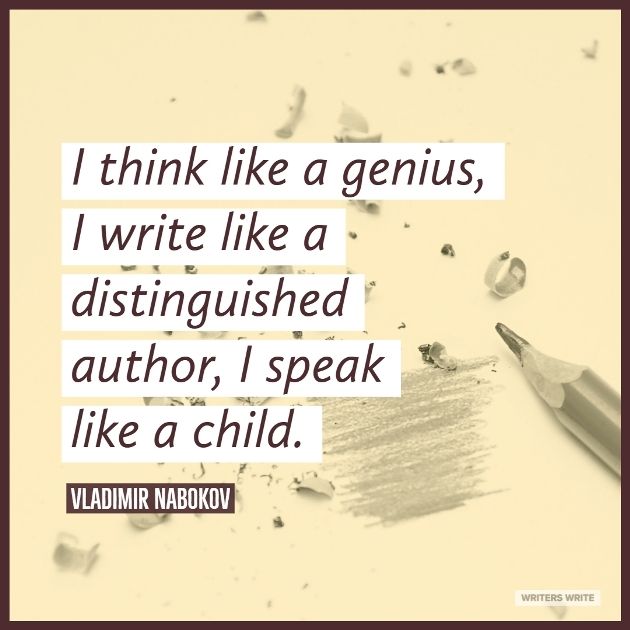 I think like a genius,
I write like a
distinguished
author, I speak
like a child.
VLADIMIR NABOKOV
WRITERS WRITE